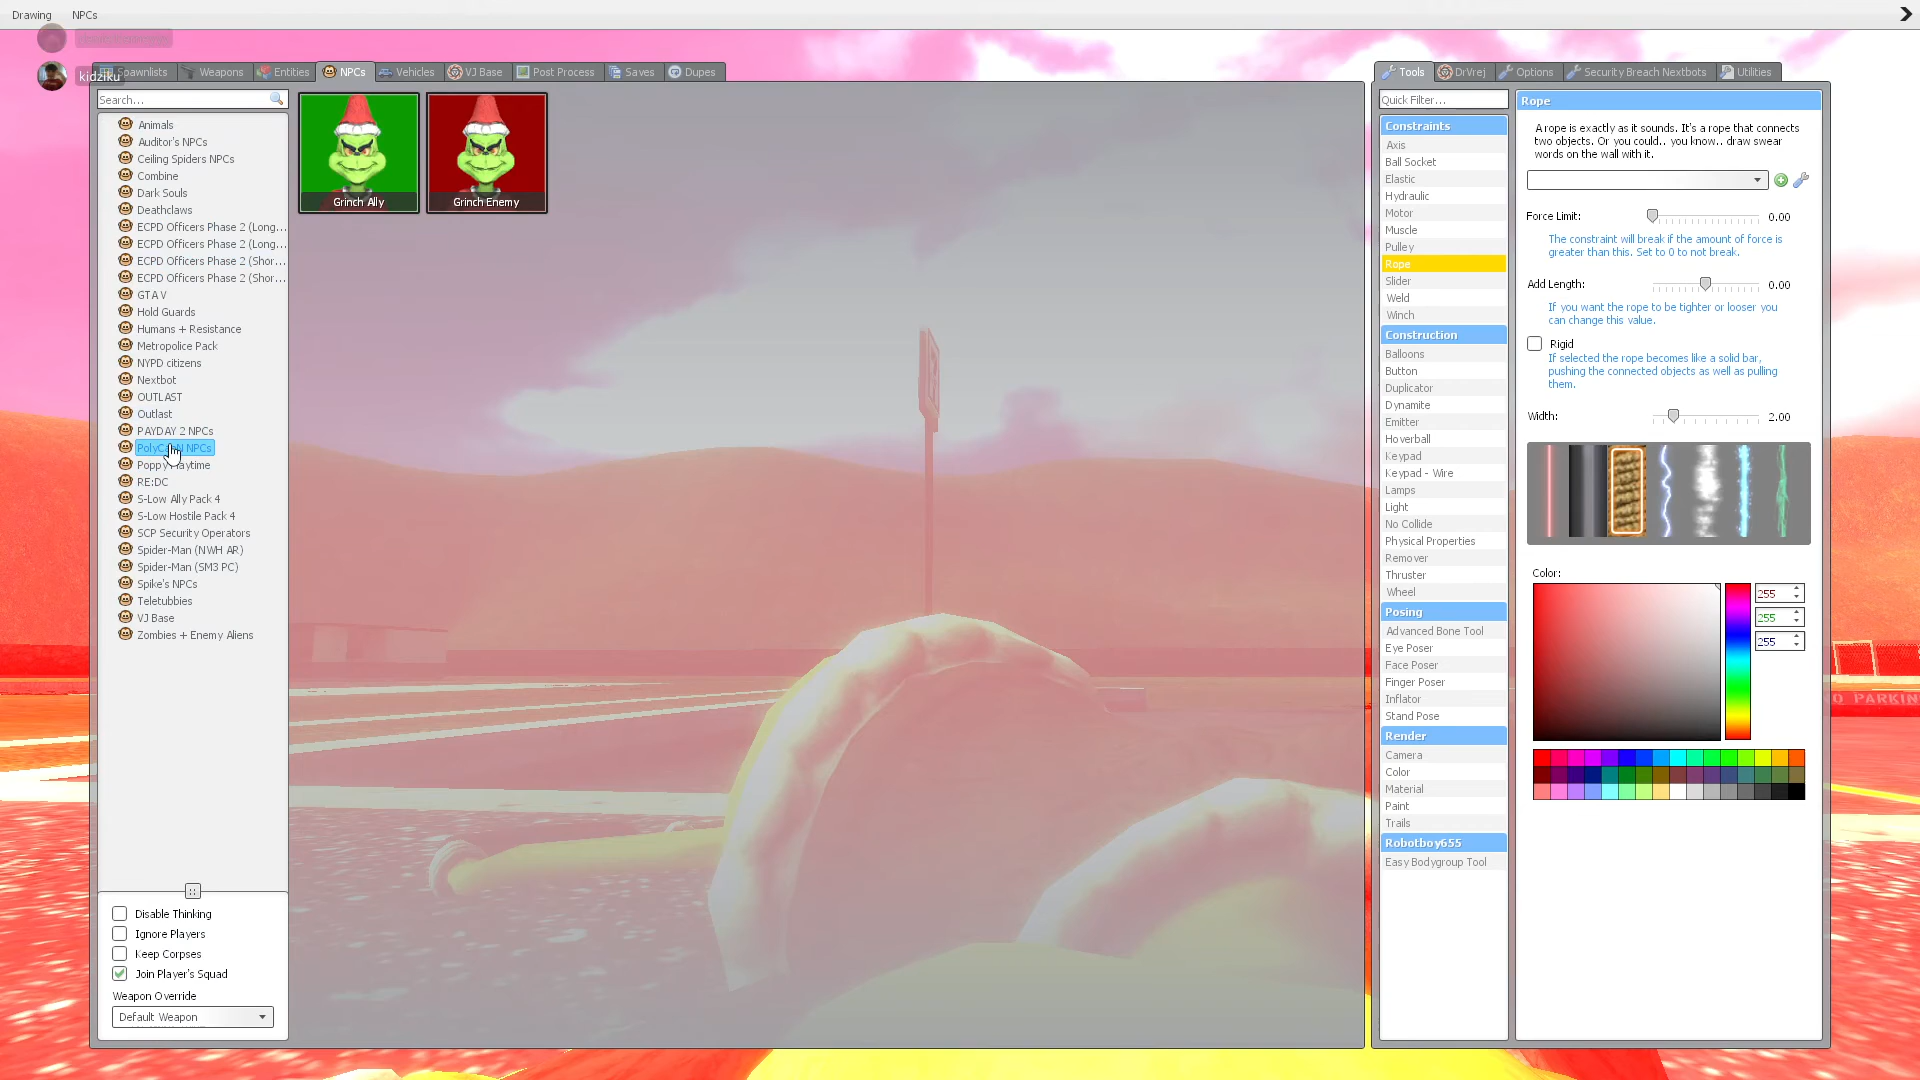 Drawing NPCs
kidziku
Spawnlists Weapons Entities NPCs Vehicles VJ Base Post Process Saves Dupes
Tools DrVrej Options Security Breach Nextbots Utilities
Search...
Animals
Auditor's NPCs
Ceiling Spiders NPCs
Combine
Dark Souls
Deathclaws
ECPD Officers Phase 2 (Long...
ECPD Officers Phase 2 (Long...
ECPD Officers Phase 2 (Shor...
ECPD Officers Phase 2 (Shor...
GTA V
Hold Guards
Humans + Resistance
Metropolice Pack
NYPD citizens
Nextbot
OUTLAST
Outlast
PAYDAY 2 NPCs
NPCs
RE:DC
S-Low Ally Pack 4
S-Low Hostile Pack 4
SCP Security Operators
Spider-Man (NWH AR)
Spider-Man (SM3 PC)
Spike's NPCs
Teletubbies
VJ Base
Zombies + Enemy Aliens
Disable Thinking
Ignore Players
Keep Corpses
Join Player's Squad
Weapon Override
Default Weapon
Grinch Ally
Grinch Enemy
Quick Filter...
Constraints
Axis
Ball Socket
Elastic
Hydraulic
Motor
Muscle
Pulley
Rope
Slider
Weld
Winch
Construction
Balloons
Button
Duplicator
Dynamite
Emitter
Hoverball
Keypad
Keypad - Wire
Lamps
Light
No Collide
Physical Properties
Remover
Thruster
Wheel
Posing
Advanced Bone Tool
Eye Poser
Face Poser
Finger Poser
Inflator
Stand Pose
Render
Camera
Color
Material
Paint
Trails
Robotboy655
Easy Bodygroup Tool
Rope
A rope is exactly as it sounds. It's a rope that connects
two objects. Or you could.. you know.. draw swear
words on the wall with it.
Force Limit: 0.00
The constraint will break if the amount of force is
greater than this. Set to 0 to not break.
Add Length: 0.00
If you want the rope to be tighter or looser you
can change this value.
Rigid
If selected the rope becomes like a solid bar,
pushing the connected objects as well as pulling
them.
Width: 2.00
Color:
255
255
255
PARKIN